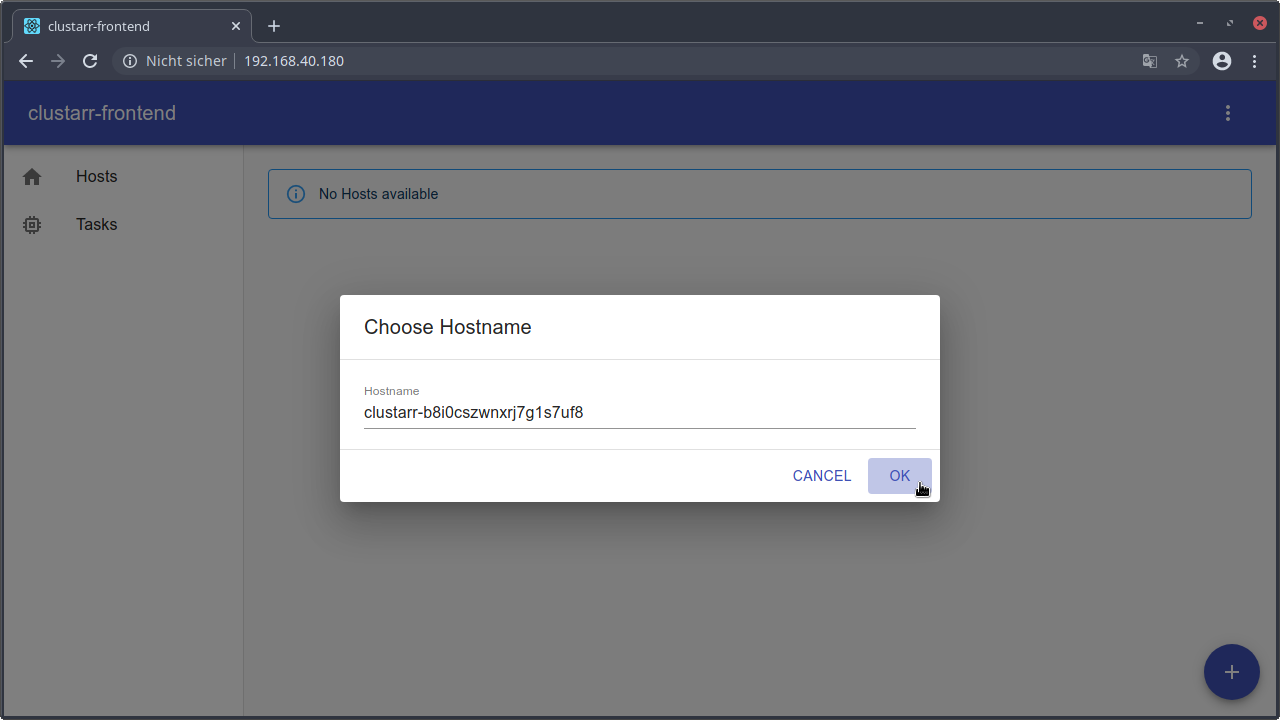 clustarr-frontend
Nicht sicher 192.168.40.180
clustarr-frontend
Hosts
Tasks
No Hosts available
Choose Hostname
Hostname
clustarr-b8i0cszwnxrj7g1s7uf8
CANCEL OK